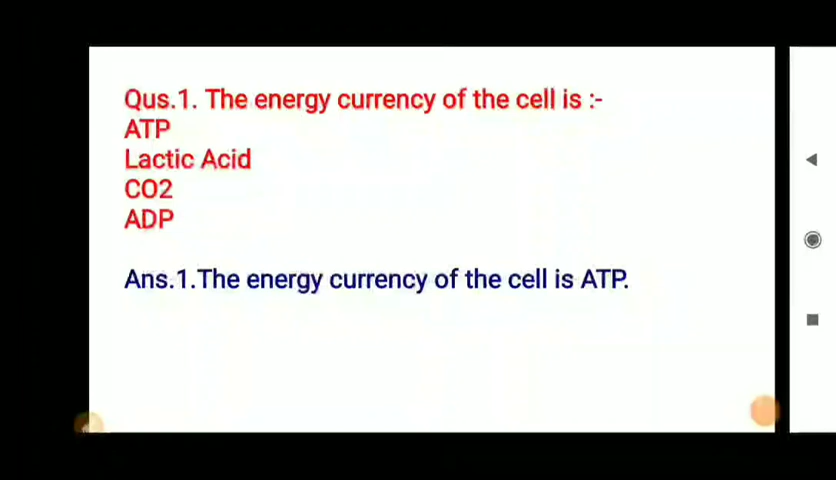 Qus.1. The energy currency of the cell is :-
ATP
Lactic Acid
CO2
ADP
Ans.1.The energy currency of the cell is ATP.